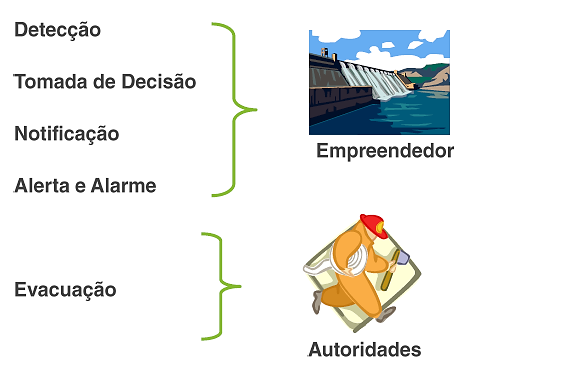 Detecção
Tomada de Decisão
Notificação
Alerta e Alarme
Empreendedor
Evacuação
Autoridades